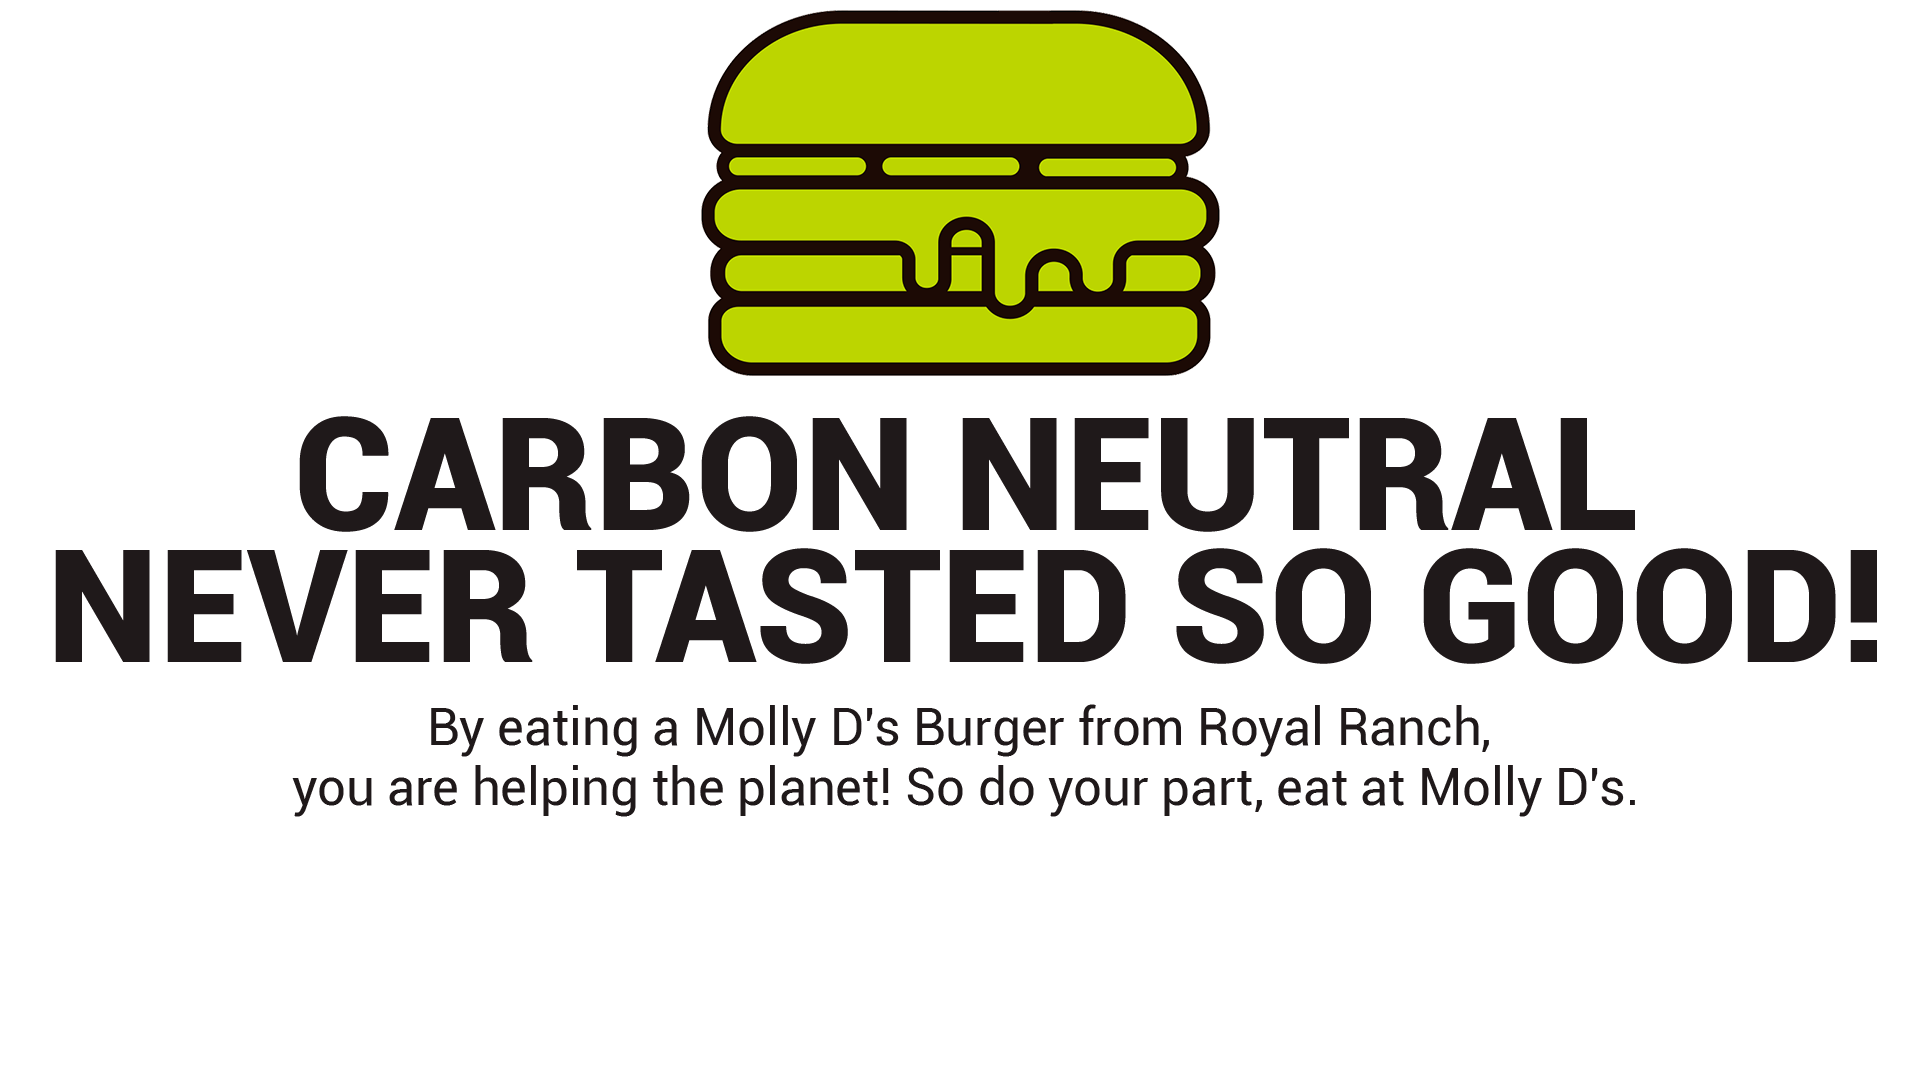 CARBON NEUTRAL
NEVER TASTED SO GOOD!
By eating a Molly D's Burger from Royal Ranch,
you are helping the planet! So do your part, eat at Molly D's.